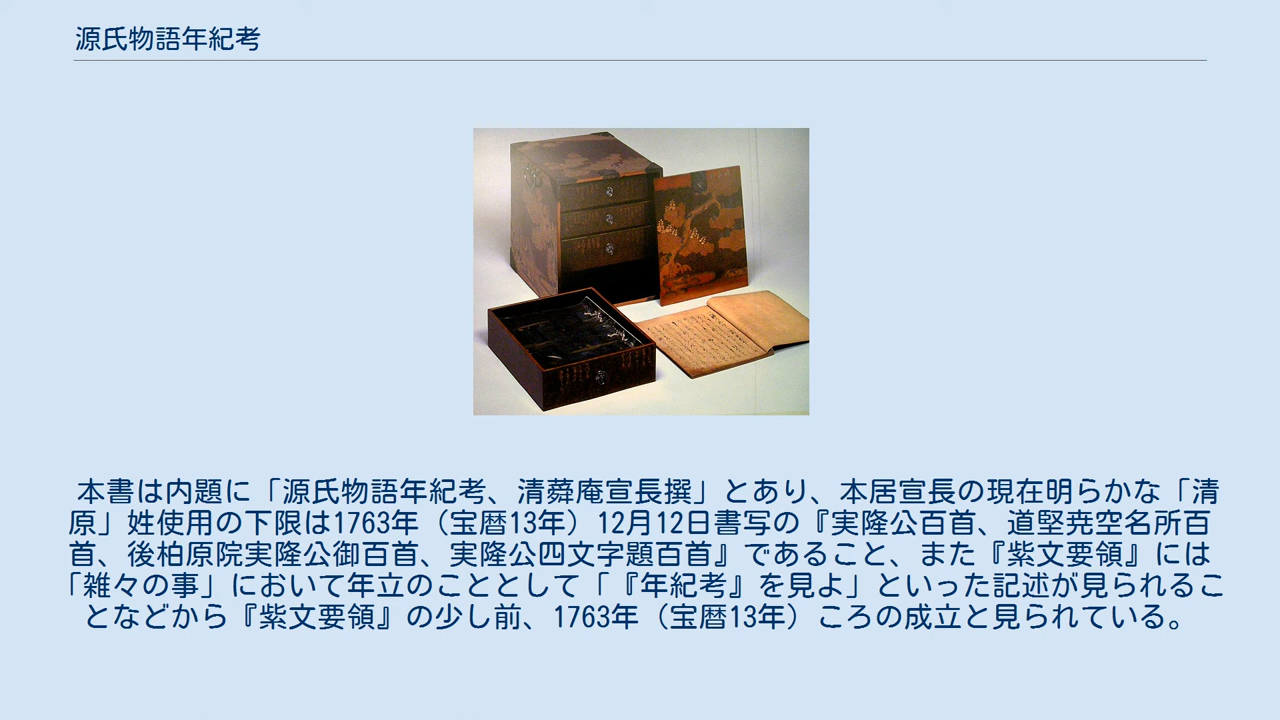 源氏物語年紀考
本書は内題に「源氏物語年紀考、清蕣庵宣長撰」とあり、本居宣長の現在明らかな「清
原」姓使用の下限は1763年（宝暦13年）12月12日書写の『実隆公百首、道堅尭空名所百
首、後柏原院実隆公御百首、実隆公四文字題百首』であること、また『紫文要領』には
「雑々の事」において年立のこととして「『年紀考』を見よ」といった記述が見られるこ
となどから『紫文要領』の少し前、1763年（宝暦13年）ころの成立と見られている。